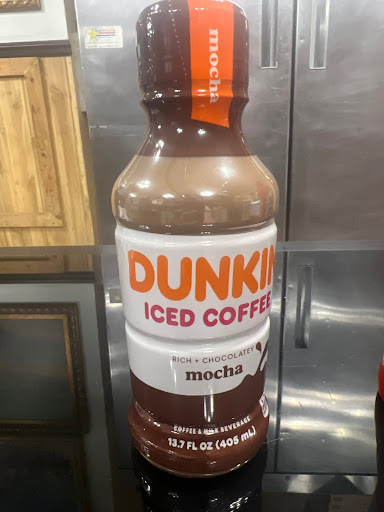 mocha
DUNKIN
ICED COFFEE
RICH + CHOCOLATEY
mocha
COFFEE & MILK BEVERAGE
13.7 FL OZ (405 mL)